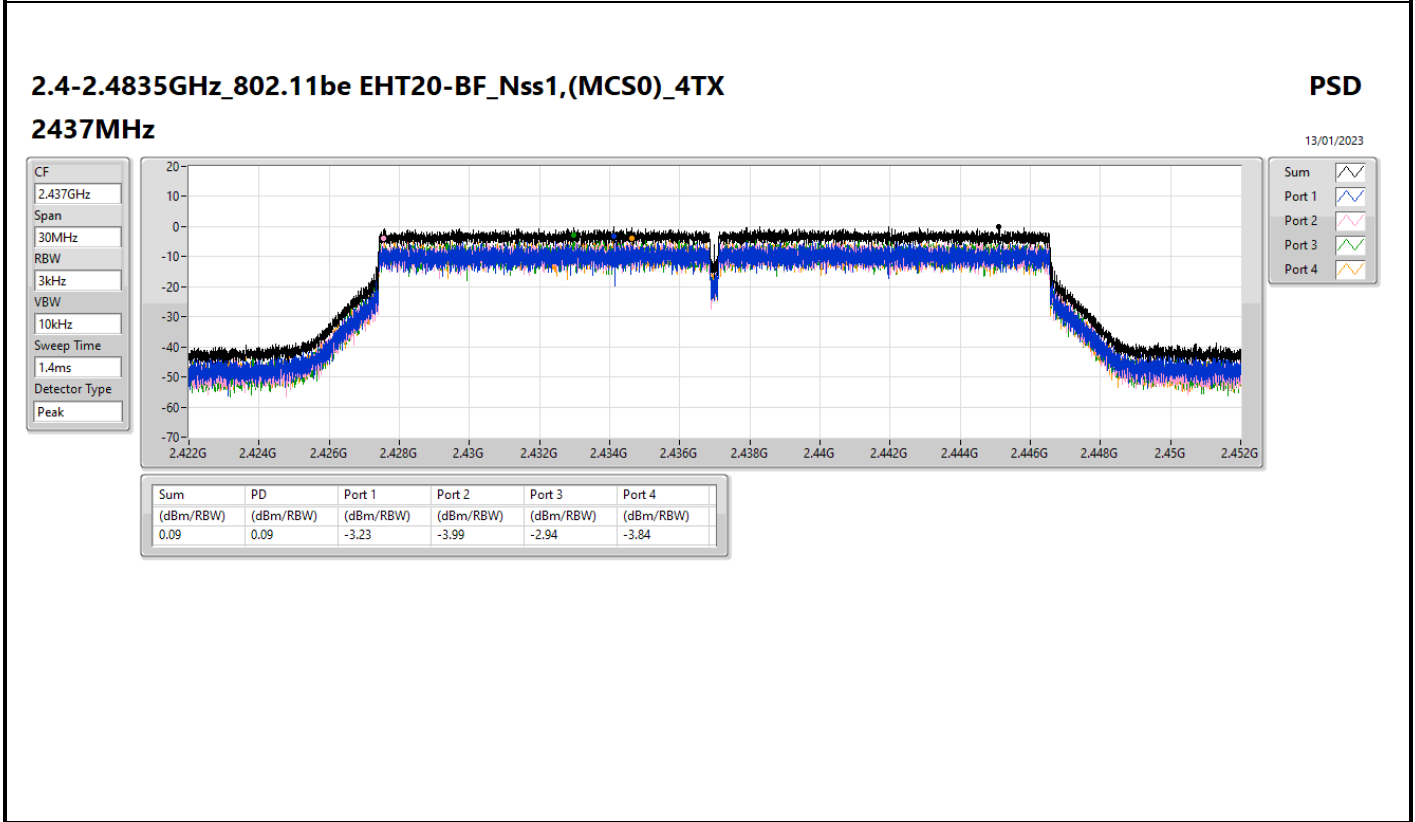 2.4-2.4835GHz_802.11be EHT20-BF_Nss1,(MCS0)_4TX PSD
2437MHz
13/01/2023
CF
2.437GHz
Span
30MHz
RBW
3kHz
VBW
10kHz
Sweep Time
1.4ms
Detector Type
Peak
20
10
0
-10
-20
-30
-40
-50
-60
-70
2.422G 2.424G 2.426G 2.428G 2.43G 2.432G 2.434G 2.436G 2.438G 2.44G 2.442G 2.444G 2.446G 2.448G 2.45G 2.452G
Sum
Port 1
Port 2
Port 3
Port 4
Sum PD Port 1 Port 2 Port 3 Port 4
(dBm/RBW) (dBm/RBW) (dBm/RBW) (dBm/RBW) (dBm/RBW) (dBm/RBW)
0.09 0.09 -3.23 -3.99 -2.94 -3.84